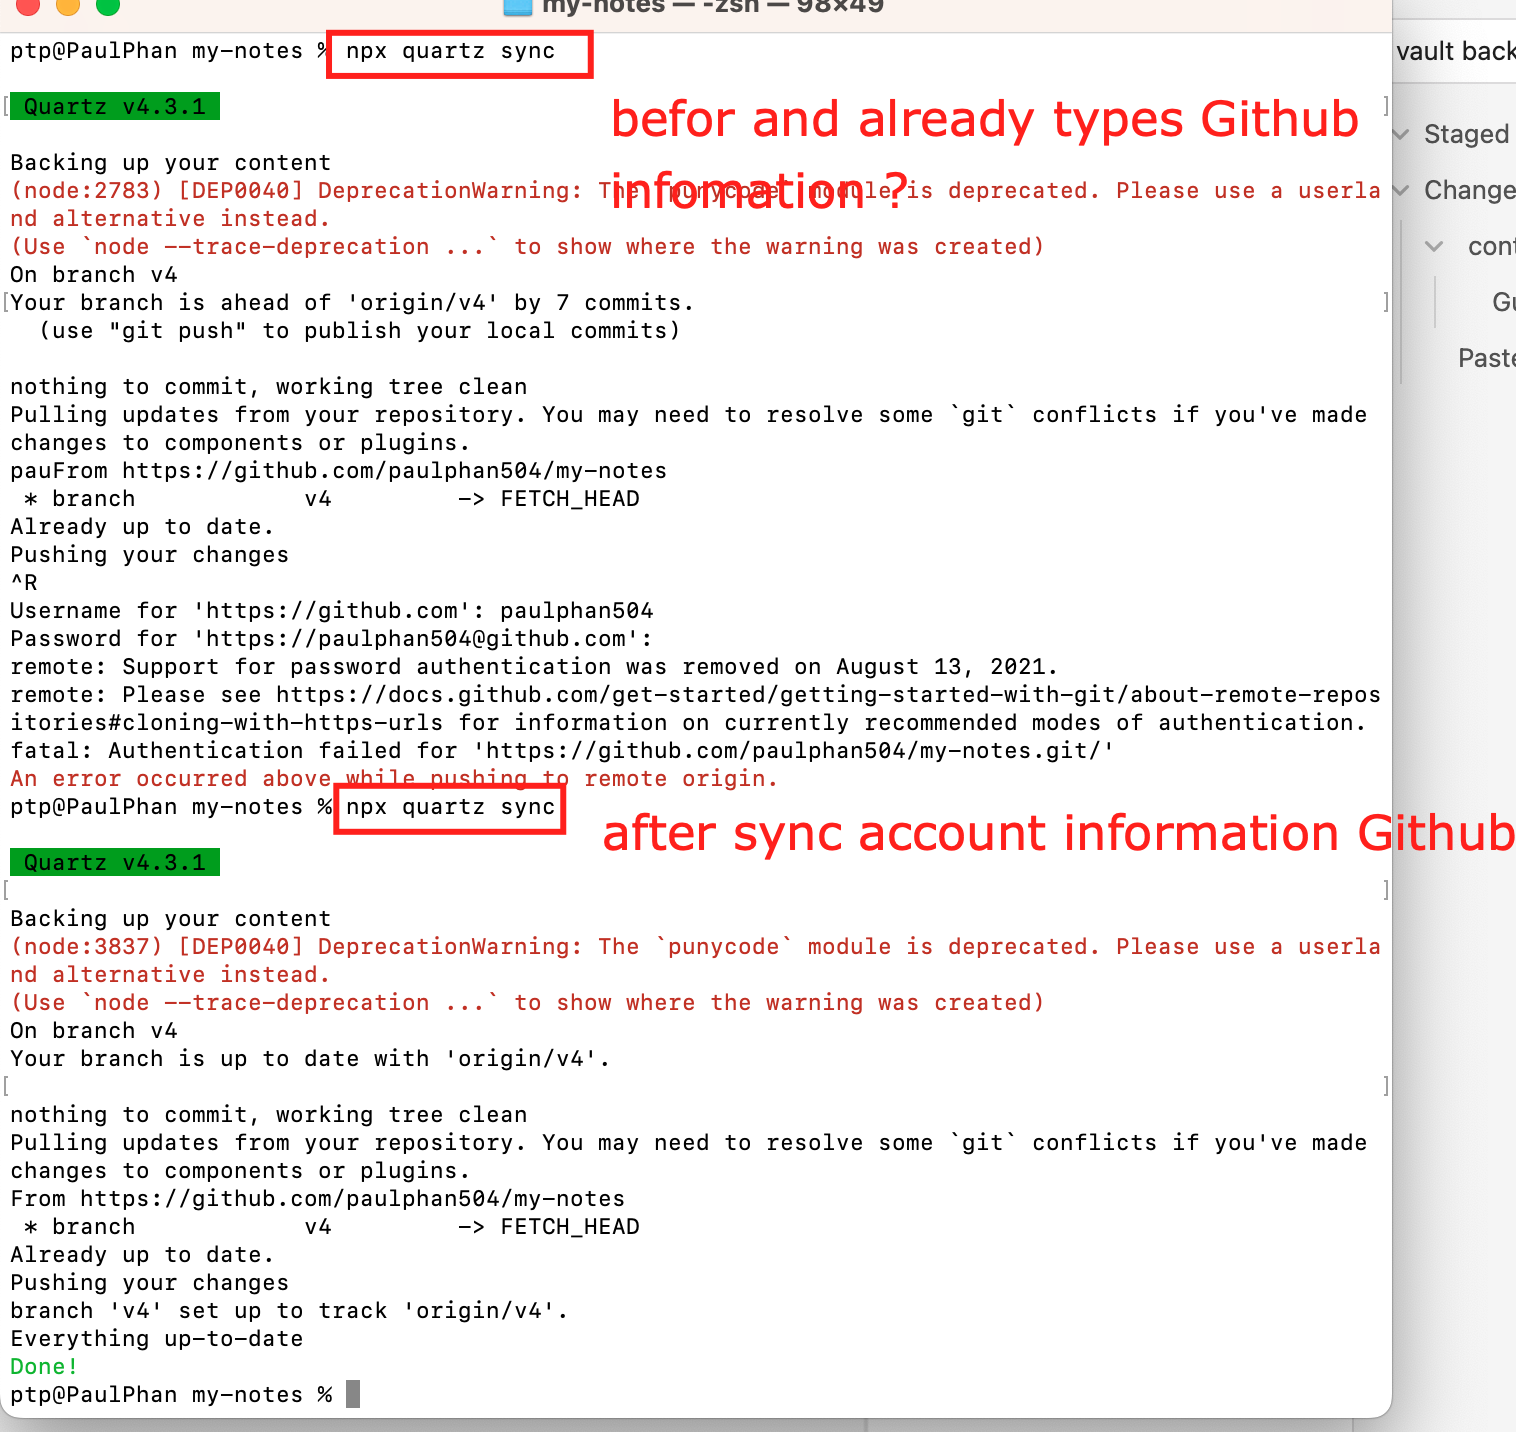 my-notes — -zsh — 98×49
ptp@PaulPhan my-notes % npx quartz sync
vault back
Quartz v4.3.1
befor and already types Github
infomation ?
Staged
Change
cont
Gu
Paste
Backing up your content
(node:2783) [DEP0040] DeprecationWarning: The `punycode` module is deprecated. Please use a userla
nd alternative instead.
(Use `node --trace-deprecation ...` to show where the warning was created)
On branch v4
Your branch is ahead of 'origin/v4' by 7 commits.
(use "git push" to publish your local commits)
nothing to commit, working tree clean
Pulling updates from your repository. You may need to resolve some `git` conflicts if you've made
changes to components or plugins.
pauFrom https://github.com/paulphan504/my-notes
* branch v4 -> FETCH_HEAD
Already up to date.
Pushing your changes
^R
Username for 'https://github.com': paulphan504
Password for 'https://paulphan504@github.com':
remote: Support for password authentication was removed on August 13, 2021.
remote: Please see https://docs.github.com/get-started/getting-started-with-git/about-remote-repos
itories#cloning-with-https-urls for information on currently recommended modes of authentication.
fatal: Authentication failed for 'https://github.com/paulphan504/my-notes.git/'
An error occurred above while pushing to remote origin.
ptp@PaulPhan my-notes % npx quartz sync
after sync account information Github
Quartz v4.3.1
Backing up your content
(node:3837) [DEP0040] DeprecationWarning: The `punycode` module is deprecated. Please use a userla
nd alternative instead.
(Use `node --trace-deprecation ...` to show where the warning was created)
On branch v4
Your branch is up to date with 'origin/v4'.
nothing to commit, working tree clean
Pulling updates from your repository. You may need to resolve some `git` conflicts if you've made
changes to components or plugins.
From https://github.com/paulphan504/my-notes
* branch v4 -> FETCH_HEAD
Already up to date.
Pushing your changes
branch 'v4' set up to track 'origin/v4'.
Everything up-to-date
Done!
ptp@PaulPhan my-notes %